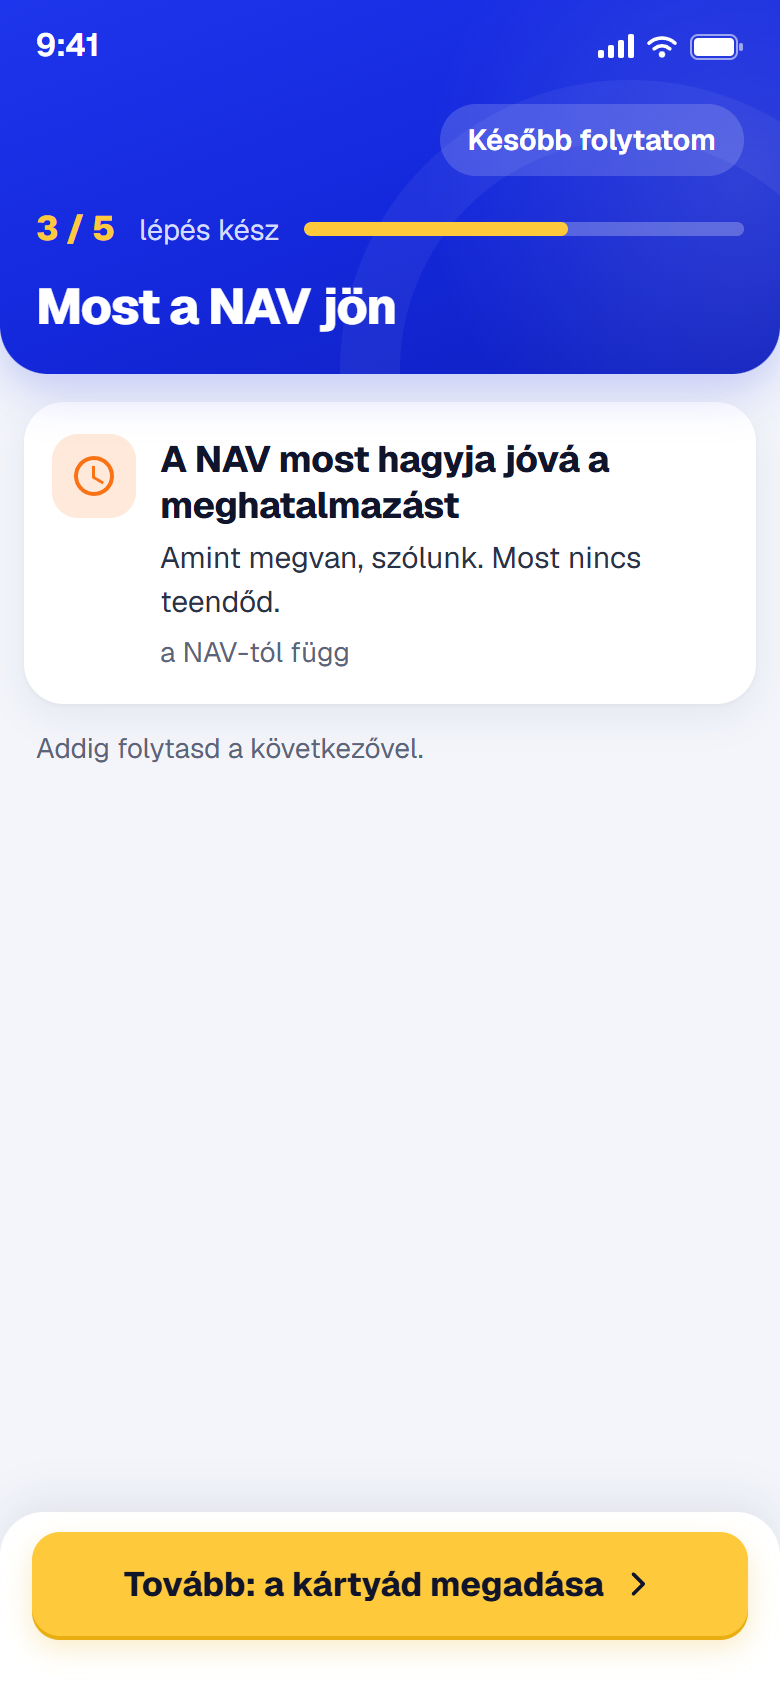 9:41
Később folytatom
3 / 5 lépés kész
Most a NAV jön
A NAV most hagyja jóvá a
meghatalmazást
Amint megvan, szólunk. Most nincs
teendőd.
a NAV-tól függ
Addig folytasd a következővel.
Tovább: a kártyád megadása